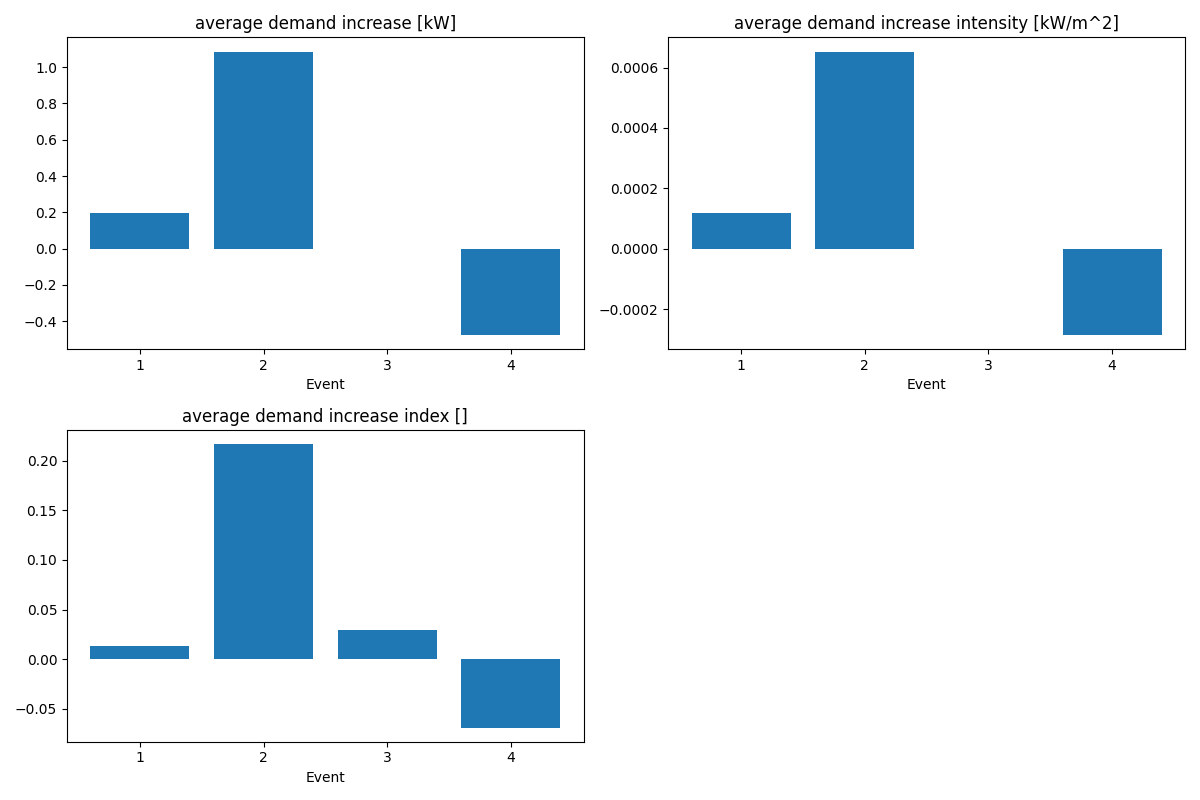 average demand increase [kW]
1.0
0.8
0.6
0.4
0.2
0.0
−0.2
−0.4
1 2 3 4
Event
average demand increase intensity [kW/m^2]
0.0006
0.0004
0.0002
0.0000
−0.0002
1 2 3 4
Event
average demand increase index []
0.20
0.15
0.10
0.05
0.00
−0.05
1 2 3 4
Event